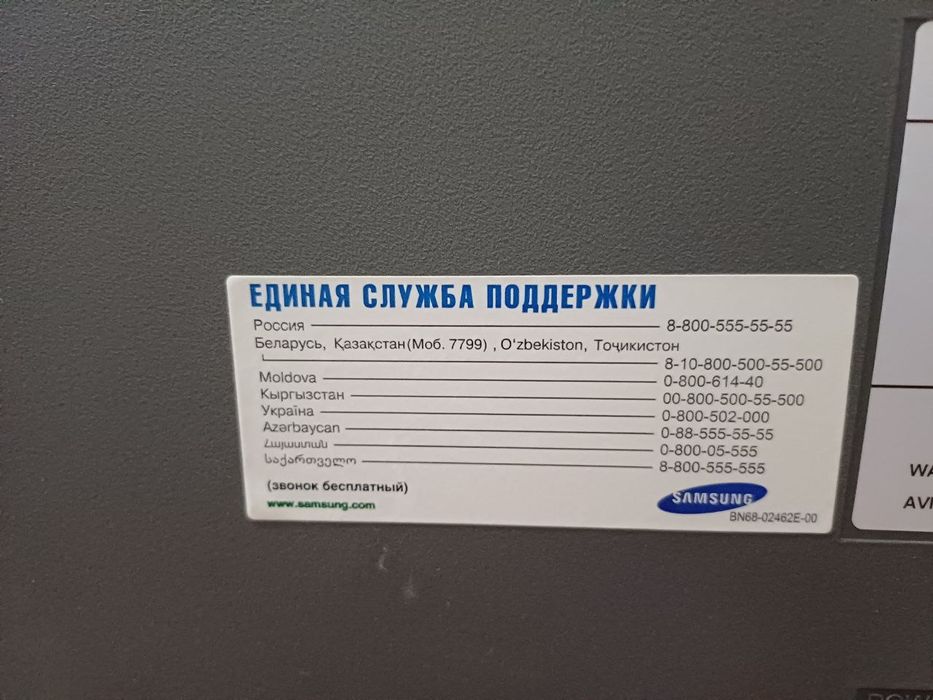 ЕДИНАЯ СЛУЖБА ПОДДЕРЖКИ
Россия 8-800-555-55-55
Беларусь, Қазақстан(Моб. 7799) , O'zbekiston, Тоҷикистон
8-10-800-500-55-500
Moldova 0-800-614-40
Кыргызстан 00-800-500-55-500
Україна 0-800-502-000
Azərbaycan 0-88-555-55-55
Հայաստան 0-800-05-555
საქართველო 8-800-555-555
(звонок бесплатный)
www.samsung.com
SAMSUNG
BN68-02462E-00
WA
AVI